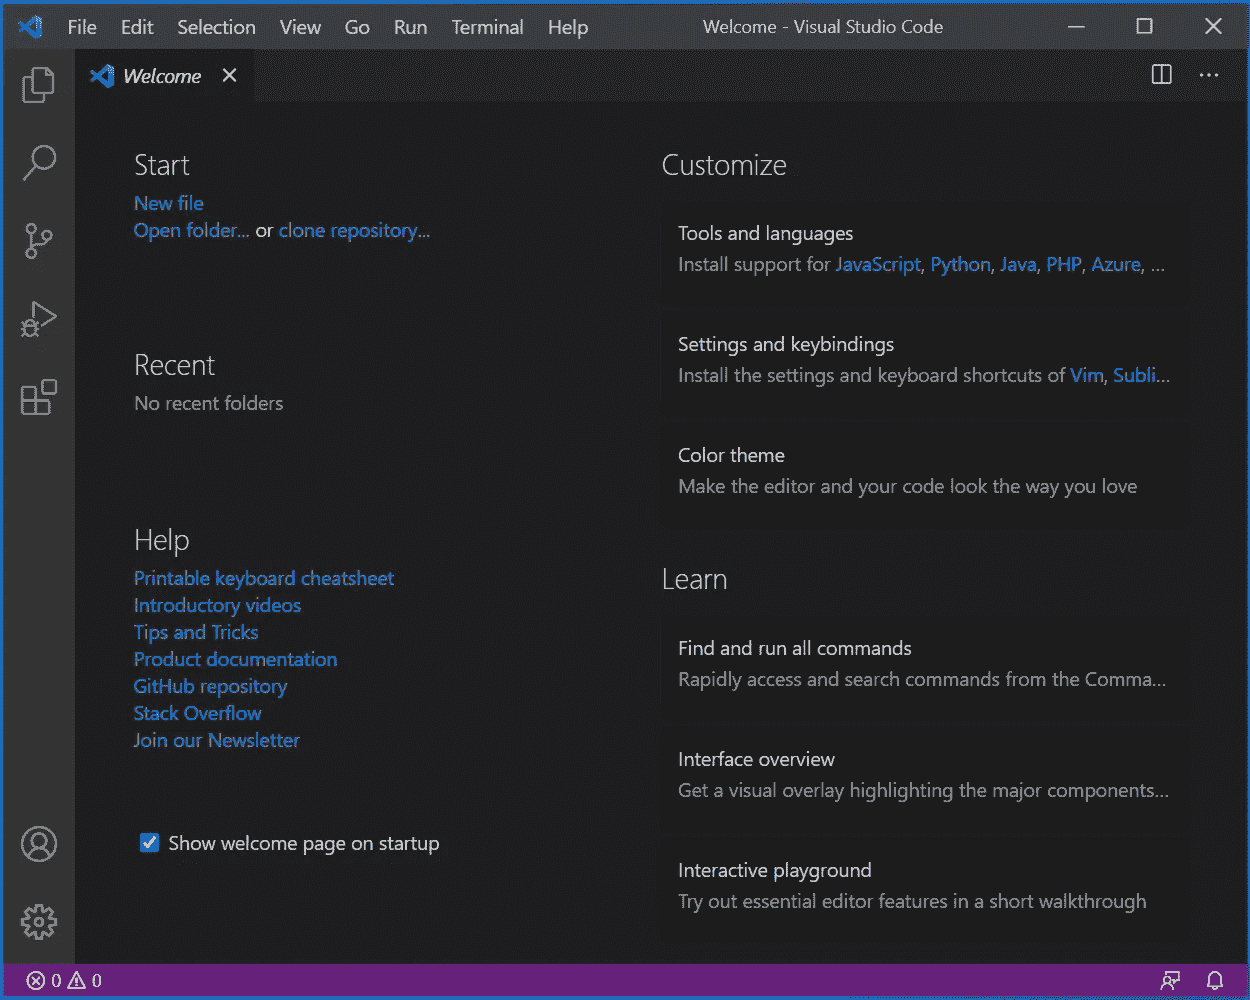 File Edit Selection View Go Run Terminal Help Welcome - Visual Studio Code
Welcome
Start
New file
Open folder... or clone repository...
Recent
No recent folders
Help
Printable keyboard cheatsheet
Introductory videos
Tips and Tricks
Product documentation
GitHub repository
Stack Overflow
Join our Newsletter
Show welcome page on startup
Customize
Tools and languages
Install support for JavaScript, Python, Java, PHP, Azure, ...
Settings and keybindings
Install the settings and keyboard shortcuts of Vim, Subli...
Color theme
Make the editor and your code look the way you love
Learn
Find and run all commands
Rapidly access and search commands from the Comma...
Interface overview
Get a visual overlay highlighting the major components...
Interactive playground
Try out essential editor features in a short walkthrough
0 0